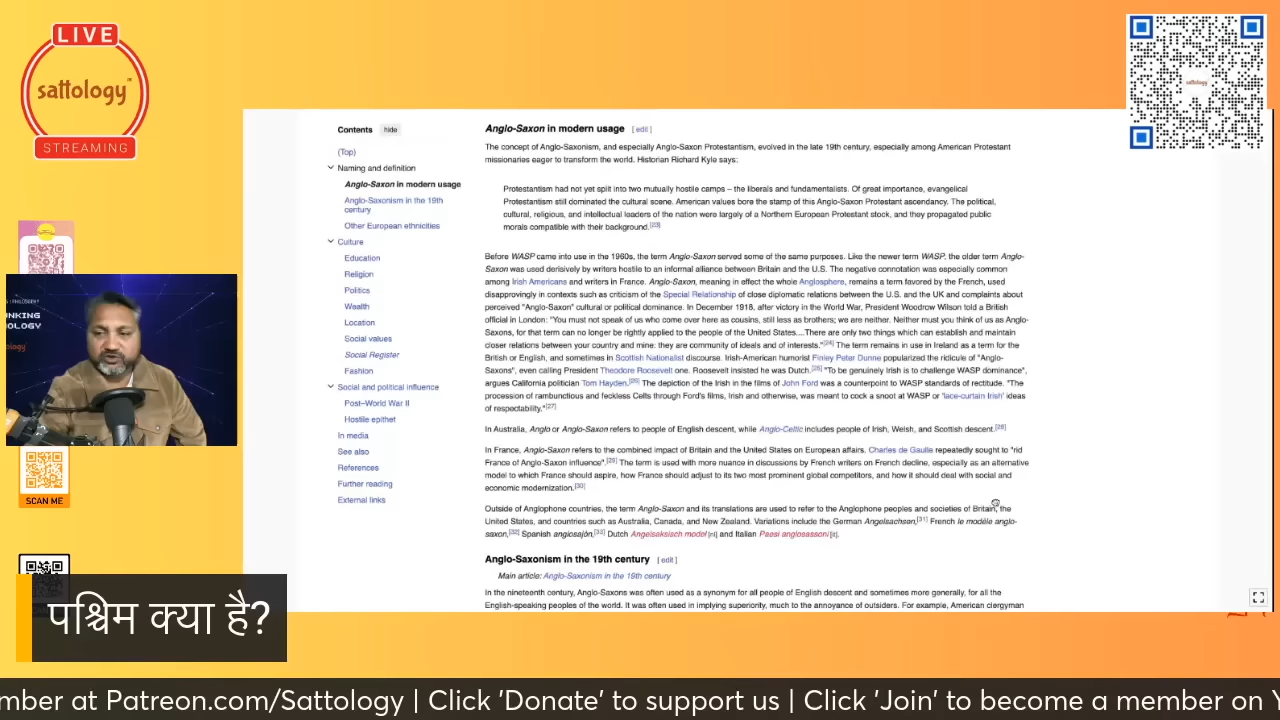 LIVE
sattology™
STREAMING
sattology
| PHILOSOPHY
NKING
OLOGY
SCAN ME
पश्चिम क्या है?
Contents hide
(Top)
Naming and definition
Anglo-Saxon in modern usage
Anglo-Saxonism in the 19th
century
Other European ethnicities
Culture
Education
Religion
Politics
Wealth
Location
Social values
Social Register
Fashion
Social and political influence
Post–World War II
Hostile epithet
In media
See also
References
Further reading
External links
Anglo-Saxon in modern usage [ edit ]
The concept of Anglo-Saxonism, and especially Anglo-Saxon Protestantism, evolved in the late 19th century, especially among American Protestant
missionaries eager to transform the world. Historian Richard Kyle says:
Protestantism had not yet split into two mutually hostile camps – the liberals and fundamentalists. Of great importance, evangelical
Protestantism still dominated the cultural scene. American values bore the stamp of this Anglo-Saxon Protestant ascendancy. The political,
cultural, religious, and intellectual leaders of the nation were largely of a Northern European Protestant stock, and they propagated public
morals compatible with their background.[23]
Before WASP came into use in the 1960s, the term Anglo-Saxon served some of the same purposes. Like the newer term WASP, the older term Anglo-
Saxon was used derisively by writers hostile to an informal alliance between Britain and the U.S. The negative connotation was especially common
among Irish Americans and writers in France. Anglo-Saxon, meaning in effect the whole Anglosphere, remains a term favored by the French, used
disapprovingly in contexts such as criticism of the Special Relationship of close diplomatic relations between the U.S. and the UK and complaints about
perceived "Anglo-Saxon" cultural or political dominance. In December 1918, after victory in the World War, President Woodrow Wilson told a British
official in London: "You must not speak of us who come over here as cousins, still less as brothers; we are neither. Neither must you think of us as Anglo-
Saxons, for that term can no longer be rightly applied to the people of the United States....There are only two things which can establish and maintain
closer relations between your country and mine: they are community of ideals and of interests."[24] The term remains in use in Ireland as a term for the
British or English, and sometimes in Scottish Nationalist discourse. Irish-American humorist Finley Peter Dunne popularized the ridicule of "Anglo-
Saxons", even calling President Theodore Roosevelt one. Roosevelt insisted he was Dutch.[25] "To be genuinely Irish is to challenge WASP dominance",
argues California politician Tom Hayden.[26] The depiction of the Irish in the films of John Ford was a counterpoint to WASP standards of rectitude. "The
procession of rambunctious and feckless Celts through Ford's films, Irish and otherwise, was meant to cock a snoot at WASP or 'lace-curtain Irish' ideas
of respectability."[27]
In Australia, Anglo or Anglo-Saxon refers to people of English descent, while Anglo-Celtic includes people of Irish, Welsh, and Scottish descent.[28]
In France, Anglo-Saxon refers to the combined impact of Britain and the United States on European affairs. Charles de Gaulle repeatedly sought to "rid
France of Anglo-Saxon influence".[29] The term is used with more nuance in discussions by French writers on French decline, especially as an alternative
model to which France should aspire, how France should adjust to its two most prominent global competitors, and how it should deal with social and
economic modernization.[30]
Outside of Anglophone countries, the term Anglo-Saxon and its translations are used to refer to the Anglophone peoples and societies of Britain, the
United States, and countries such as Australia, Canada, and New Zealand. Variations include the German Angelsachsen,[31] French le modèle anglo-
saxon,[32] Spanish anglosajón,[33] Dutch Angelsaksisch model [nl] and Italian Paesi anglosassoni [it].
Anglo-Saxonism in the 19th century [ edit ]
Main article: Anglo-Saxonism in the 19th century
In the nineteenth century, Anglo-Saxons was often used as a synonym for all people of English descent and sometimes more generally, for all the
English-speaking peoples of the world. It was often used in implying superiority, much to the annoyance of outsiders. For example, American clergyman
mber at Patreon.com/Sattology | Click 'Donate' to support us | Click 'Join' to become a member on